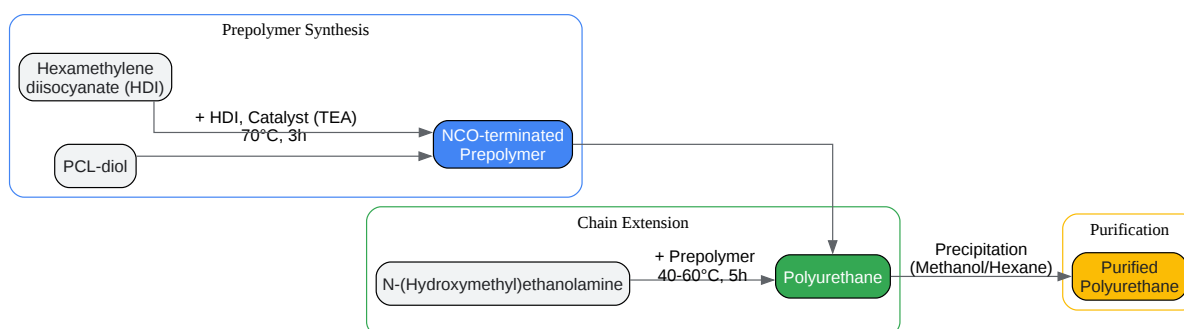 Prepolymer Synthesis
Hexamethylene
diisocyanate (HDI)
+ HDI, Catalyst (TEA)
70°C, 3h
PCL-diol
NCO-terminated
Prepolymer
Chain Extension
N-(Hydroxymethyl)ethanolamine
+ Prepolymer
40-60°C, 5h
Polyurethane
Precipitation
(Methanol/Hexane)
Purification
Purified
Polyurethane